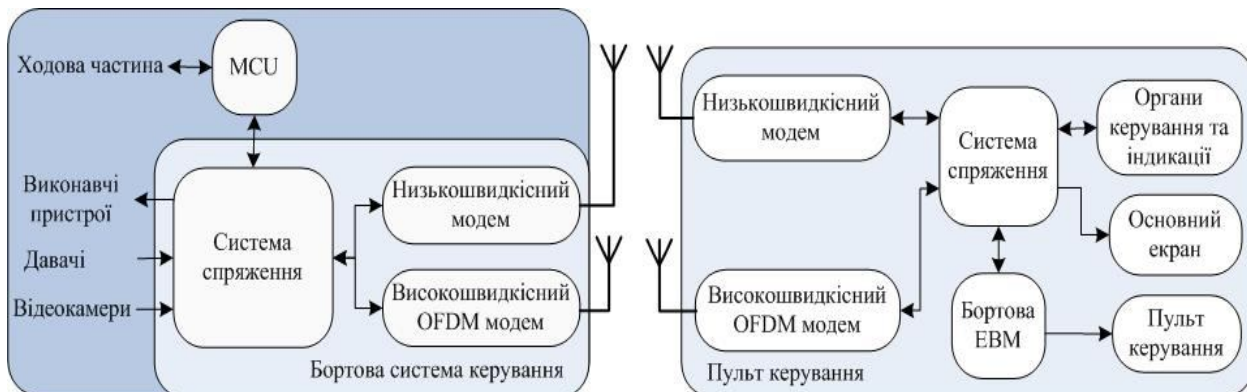 Ходова частина
MCU
Виконавчі
пристрої
Давачі
Відеокамери
Система
спряження
Низькошвидкісний
модем
Високошвидкісний
OFDM модем
Бортова система керування
Низькошвидкісний
модем
Високошвидкісний
OFDM модем
Система
спряження
Органи
керування та
індикації
Основний
екран
Бортова
ЕВМ
Пульт
керування
Пульт керування